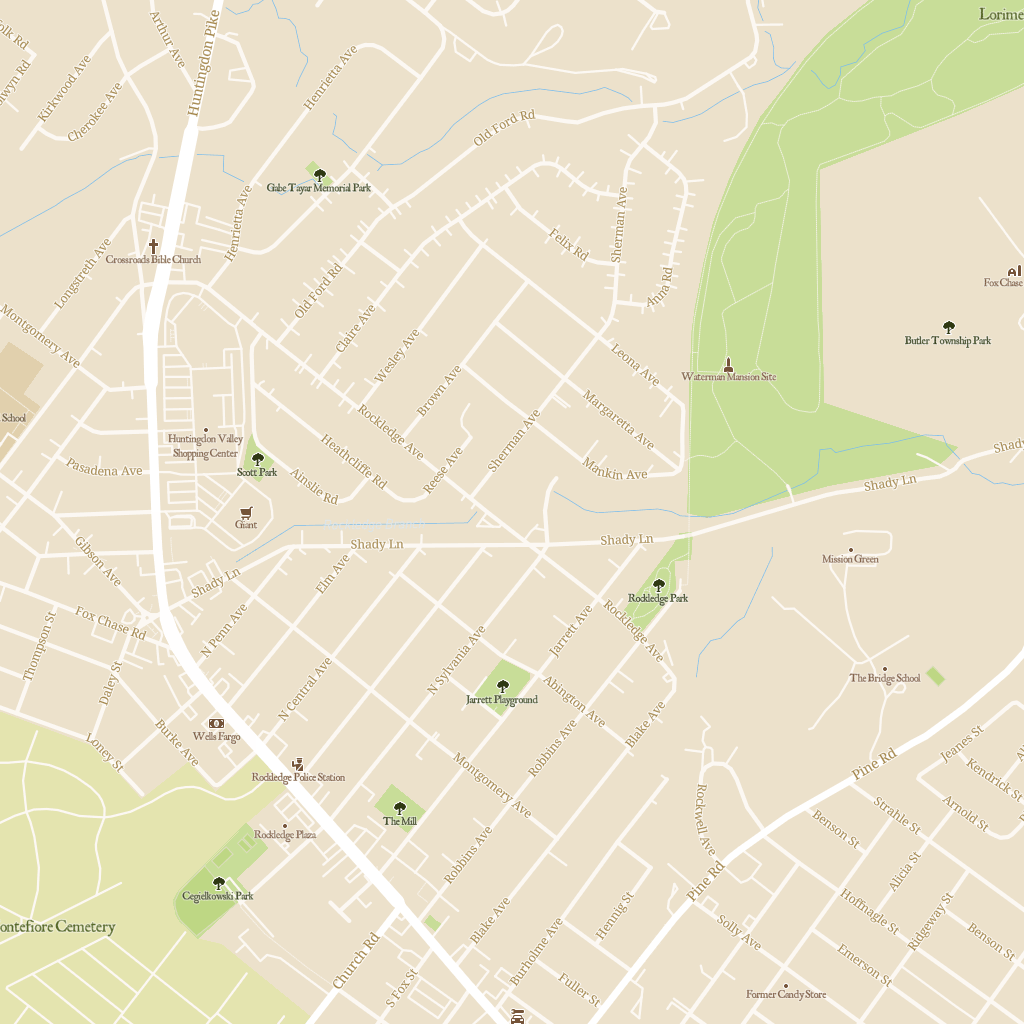 Lorime
Huntingdon Pike
Arthur Ave
olk Rd
olwyn Rd
Kirkwood Ave
Cherokee Ave
Henrietta Ave
Old Ford Rd
Gabe Tayar Memorial Park
Henrietta Ave
Sherman Ave
Felix Rd
Anna Rd
Crossroads Bible Church
Longstreth Ave
Old Ford Rd
Fox Chase
Montgomery Ave
Claire Ave
Wesley Ave
Butler Township Park
Leona Ave
Waterman Mansion Site
Brown Ave
Margaretta Ave
School
Rockledge Ave
Sherman Ave
Huntingdon Valley
Shopping Center
Heathcliffe Rd
Reese Ave
Mankin Ave
Shady
Pasadena Ave
Scott Park
Ainslie Rd
Shady Ln
Giant
Shady Ln
Shady Ln
Gibson Ave
Elm Ave
Shady Ln
Mission Green
Rockledge Park
Fox Chase Rd
N Penn Ave
Thompson St
Rockledge Ave
Jarrett Ave
N Sylvania Ave
Daley St
N Central Ave
Jarrett Playground
Abington Ave
The Bridge School
Blake Ave
Robbins Ave
Wells Fargo
Burke Ave
Loney St
Jeanes St
Pine Rd
Rockledge Police Station
Montgomery Ave
Kendrick St
Rockwell Ave
The Mill
Strahle St
Arnold St
Benson St
Rockledge Plaza
Robbins Ave
Alicia St
Pine Rd
Cegielkowski Park
Hoffnagle St
Hennig St
Ridgeway St
ontefiore Cemetery
Blake Ave
Solly Ave
Benson St
Church Rd
Burholme Ave
Emerson St
S Fox St
Fuller St
Former Candy Store